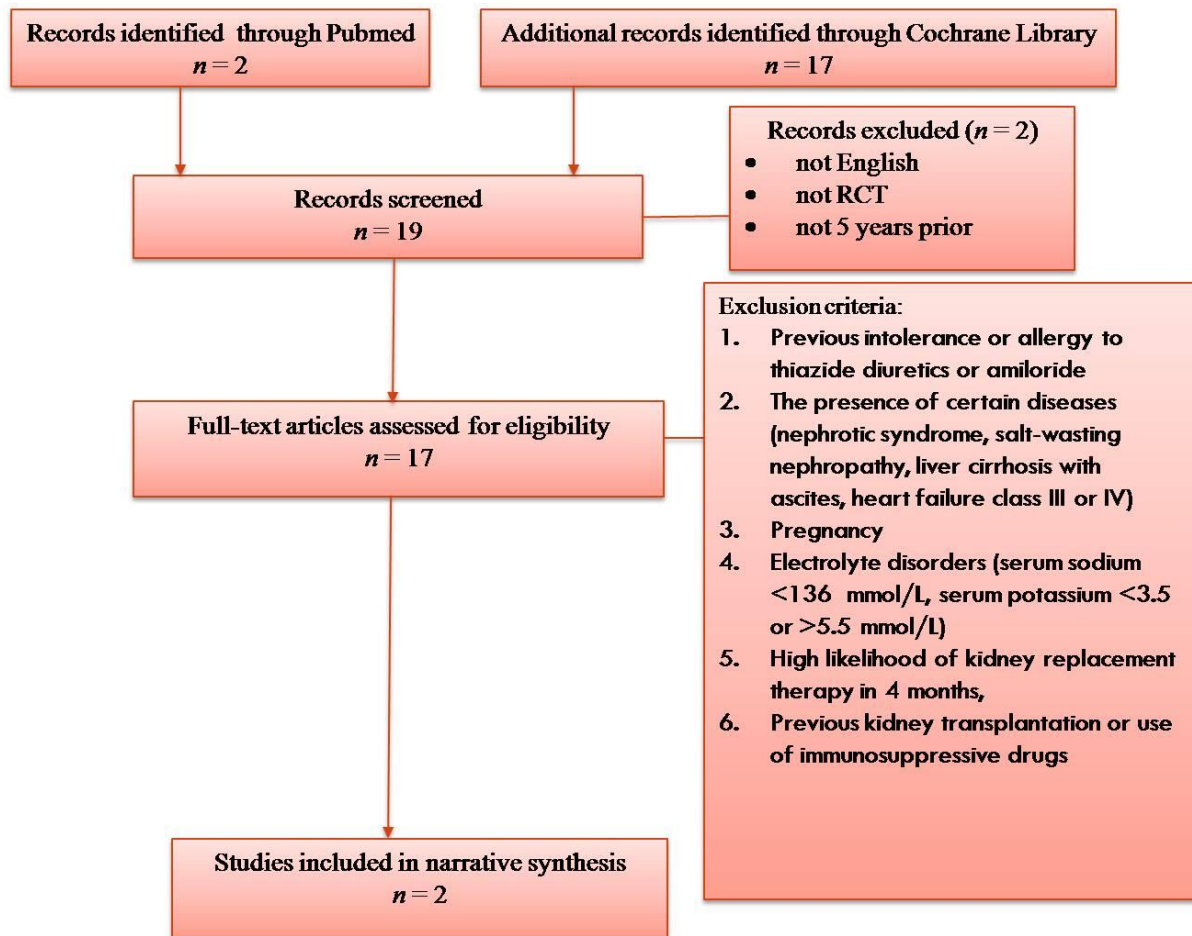 Records identified through Pubmed
n = 2
Additional records identified through Cochrane Library
n = 17
Records excluded (n = 2)
• not English
• not RCT
• not 5 years prior
Records screened
n = 19
Exclusion criteria:
1. Previous intolerance or allergy to
thiazide diuretics or amiloride
2. The presence of certain diseases
(nephrotic syndrome, salt-wasting
nephropathy, liver cirrhosis with
ascites, heart failure class III or IV)
3. Pregnancy
4. Electrolyte disorders (serum sodium
<136 mmol/L, serum potassium <3.5
or >5.5 mmol/L)
5. High likelihood of kidney replacement
therapy in 4 months,
6. Previous kidney transplantation or use
of immunosuppressive drugs
Full-text articles assessed for eligibility
n = 17
Studies included in narrative synthesis
n = 2